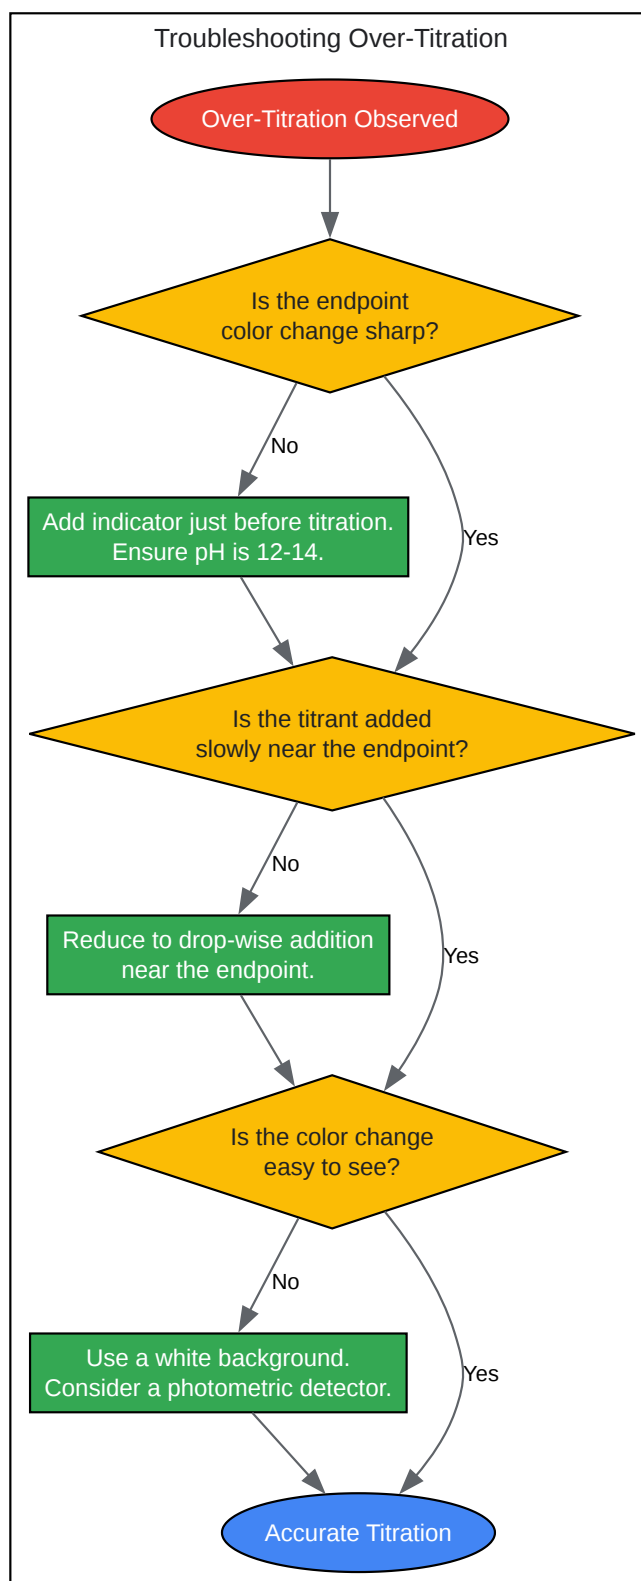 Troubleshooting Over-Titration
Over-Titration Observed
Is the endpoint
color change sharp?
No
Yes
Add indicator just before titration.
Ensure pH is 12-14.
Is the titrant added
slowly near the endpoint?
No
Yes
Reduce to drop-wise addition
near the endpoint.
Is the color change
easy to see?
No
Yes
Use a white background.
Consider a photometric detector.
Accurate Titration